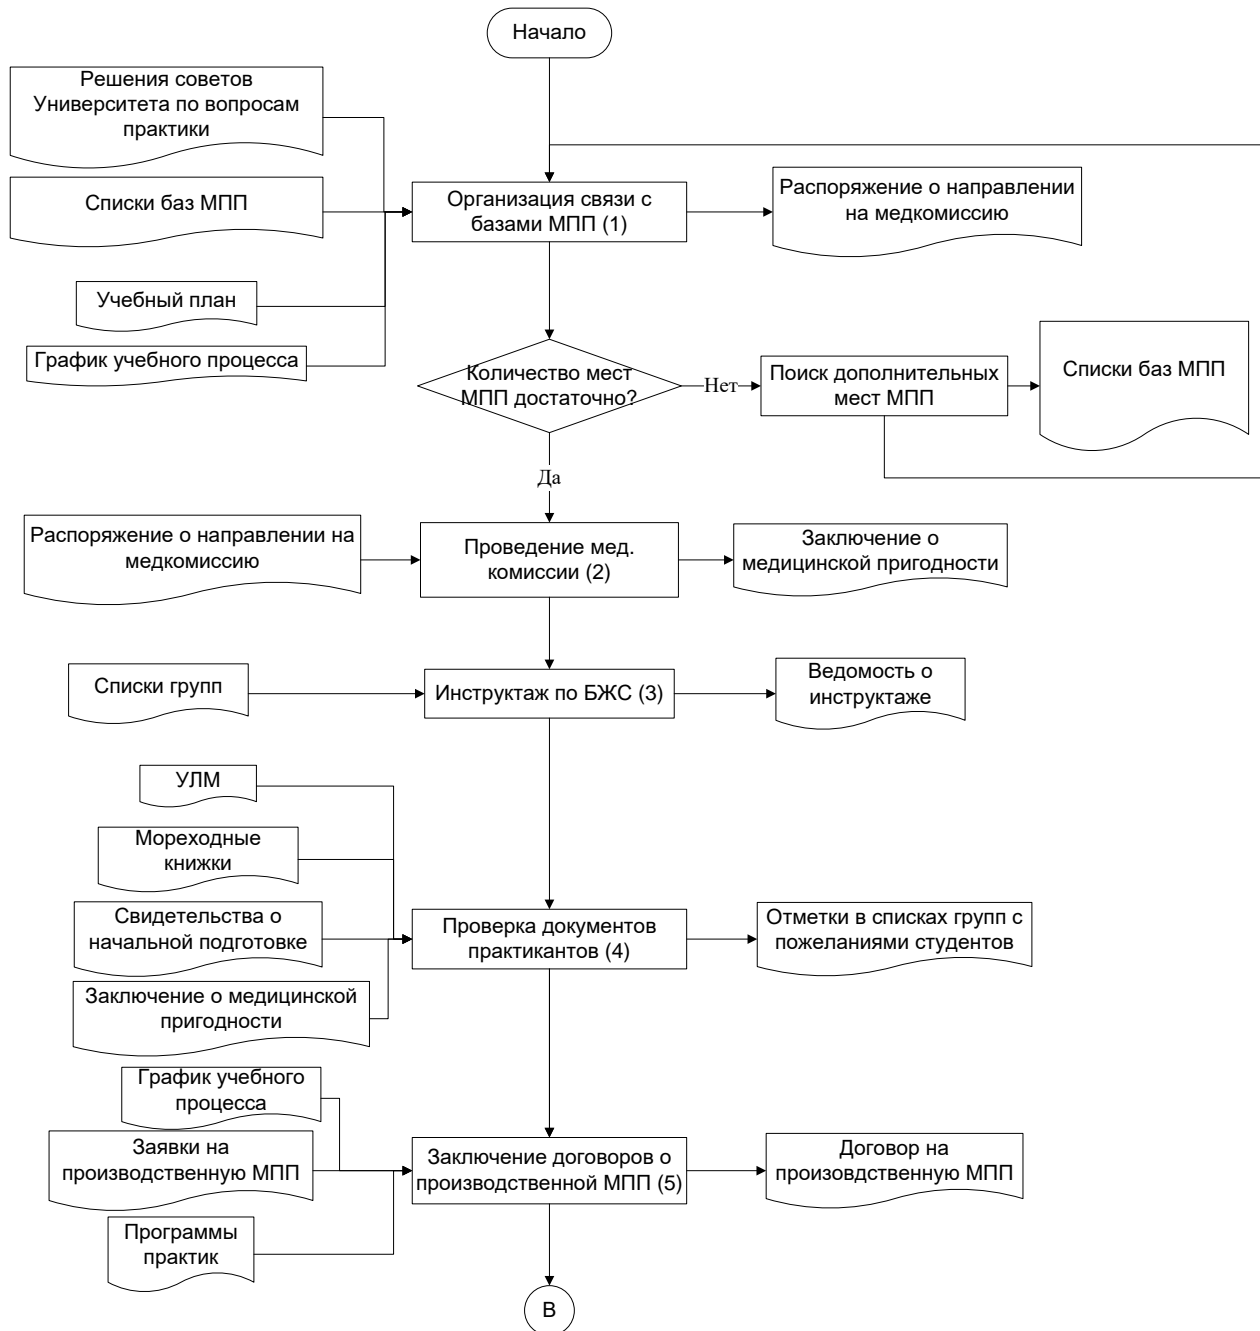 Начало
Решения советов
Университета по вопросам
практики
Списки баз МПП
Учебный план
График учебного процесса
Организация связи с
базами МПП (1)
Распоряжение о направлении
на медкомиссию
Количество мест
МПП достаточно?
Нет
Поиск дополнительных
мест МПП
Списки баз МПП
Да
Распоряжение о направлении на
медкомиссию
Проведение мед.
комиссии (2)
Заключение о
медицинской пригодности
Списки групп
Инструктаж по БЖС (3)
Ведомость о
инструктаже
УЛМ
Мореходные
книжки
Свидетельства о
начальной подготовке
Заключение о медицинской
пригодности
Проверка документов
практикантов (4)
Отметки в списках групп с
пожеланиями студентов
График учебного
процесса
Заявки на
производственную МПП
Программы
практик
Заключение договоров о
производственной МПП (5)
Договор на
произовдственную МПП
В